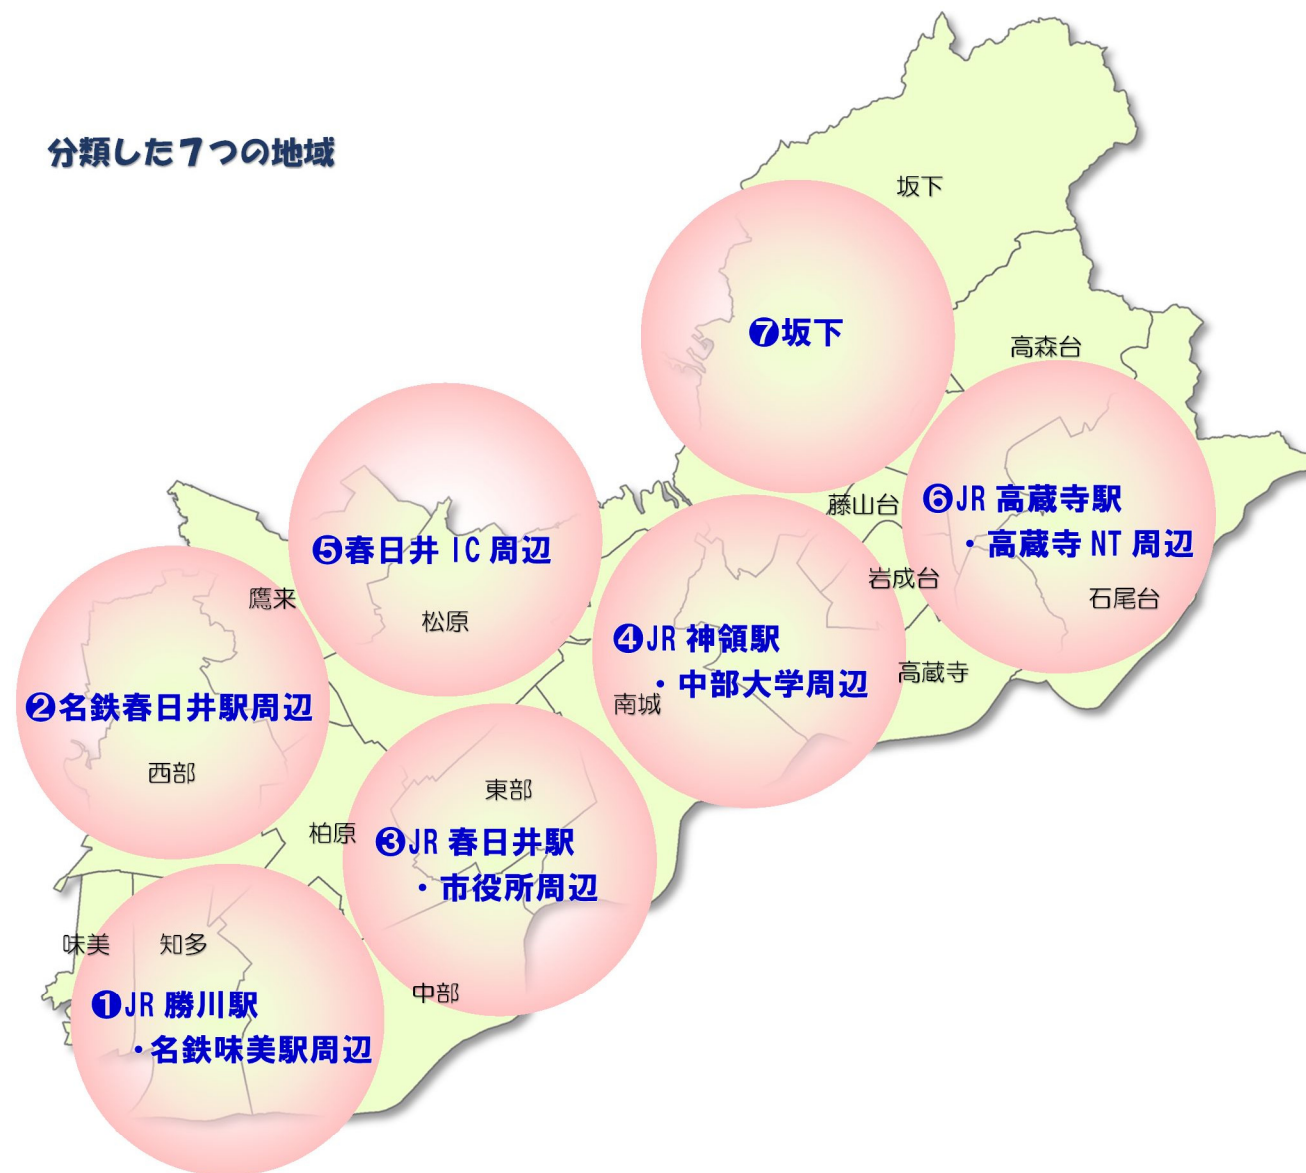 分類した7つの地域
坂下
❼坂下
高森台
藤山台
❻JR 高蔵寺駅
・高蔵寺 NT 周辺
❺春日井 IC 周辺
岩成台
鷹来
石尾台
松原
❹JR 神領駅
・中部大学周辺
高蔵寺
南城
❷名鉄春日井駅周辺
西部
東部
柏原
❸JR 春日井駅
・市役所周辺
味美
知多
中部
❶JR 勝川駅
・名鉄味美駅周辺